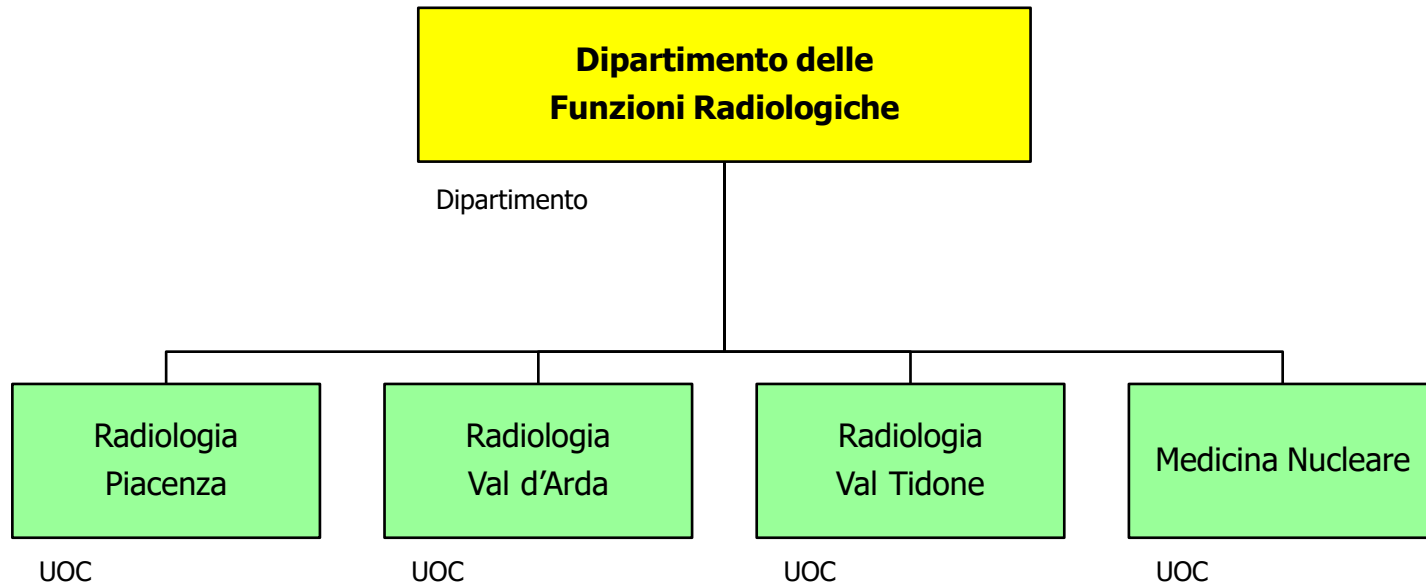 Dipartimento delle
Funzioni Radiologiche
Dipartimento
Radiologia
Piacenza
UOC
Radiologia
Val d’Arda
UOC
Radiologia
Val Tidone
UOC
Medicina Nucleare
UOC